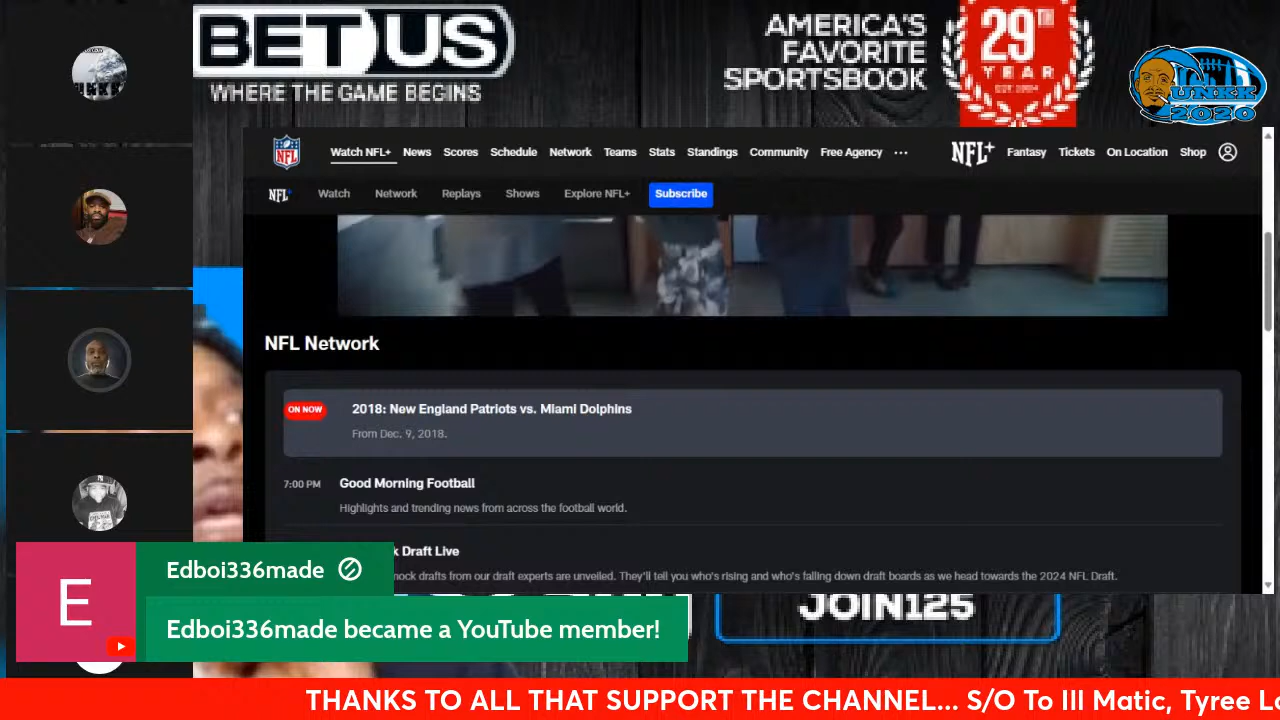 BETUS
WHERE THE GAME BEGINS
AMERICA'S
FAVORITE
SPORTSBOOK
29TH
YEAR
UNKK
2020
NFL
Watch NFL+ News Scores Schedule Network Teams Stats Standings Community Free Agency ...
NFL+ Fantasy Tickets On Location Shop
NFL+ Watch Network Replays Shows Explore NFL+ Subscribe
NFL Network
ON NOW 2018: New England Patriots vs. Miami Dolphins
From Dec. 9, 2018.
7:00 PM Good Morning Football
Highlights and trending news from across the football world.
k Draft Live
mock drafts from our draft experts are unveiled. They'll tell you who's rising and who's falling down draft boards as we head towards the 2024 NFL Draft.
E
Edboi336made
Edboi336made became a YouTube member!
JOIN125
THANKS TO ALL THAT SUPPORT THE CHANNEL... S/O To Ill Matic, Tyree Lo